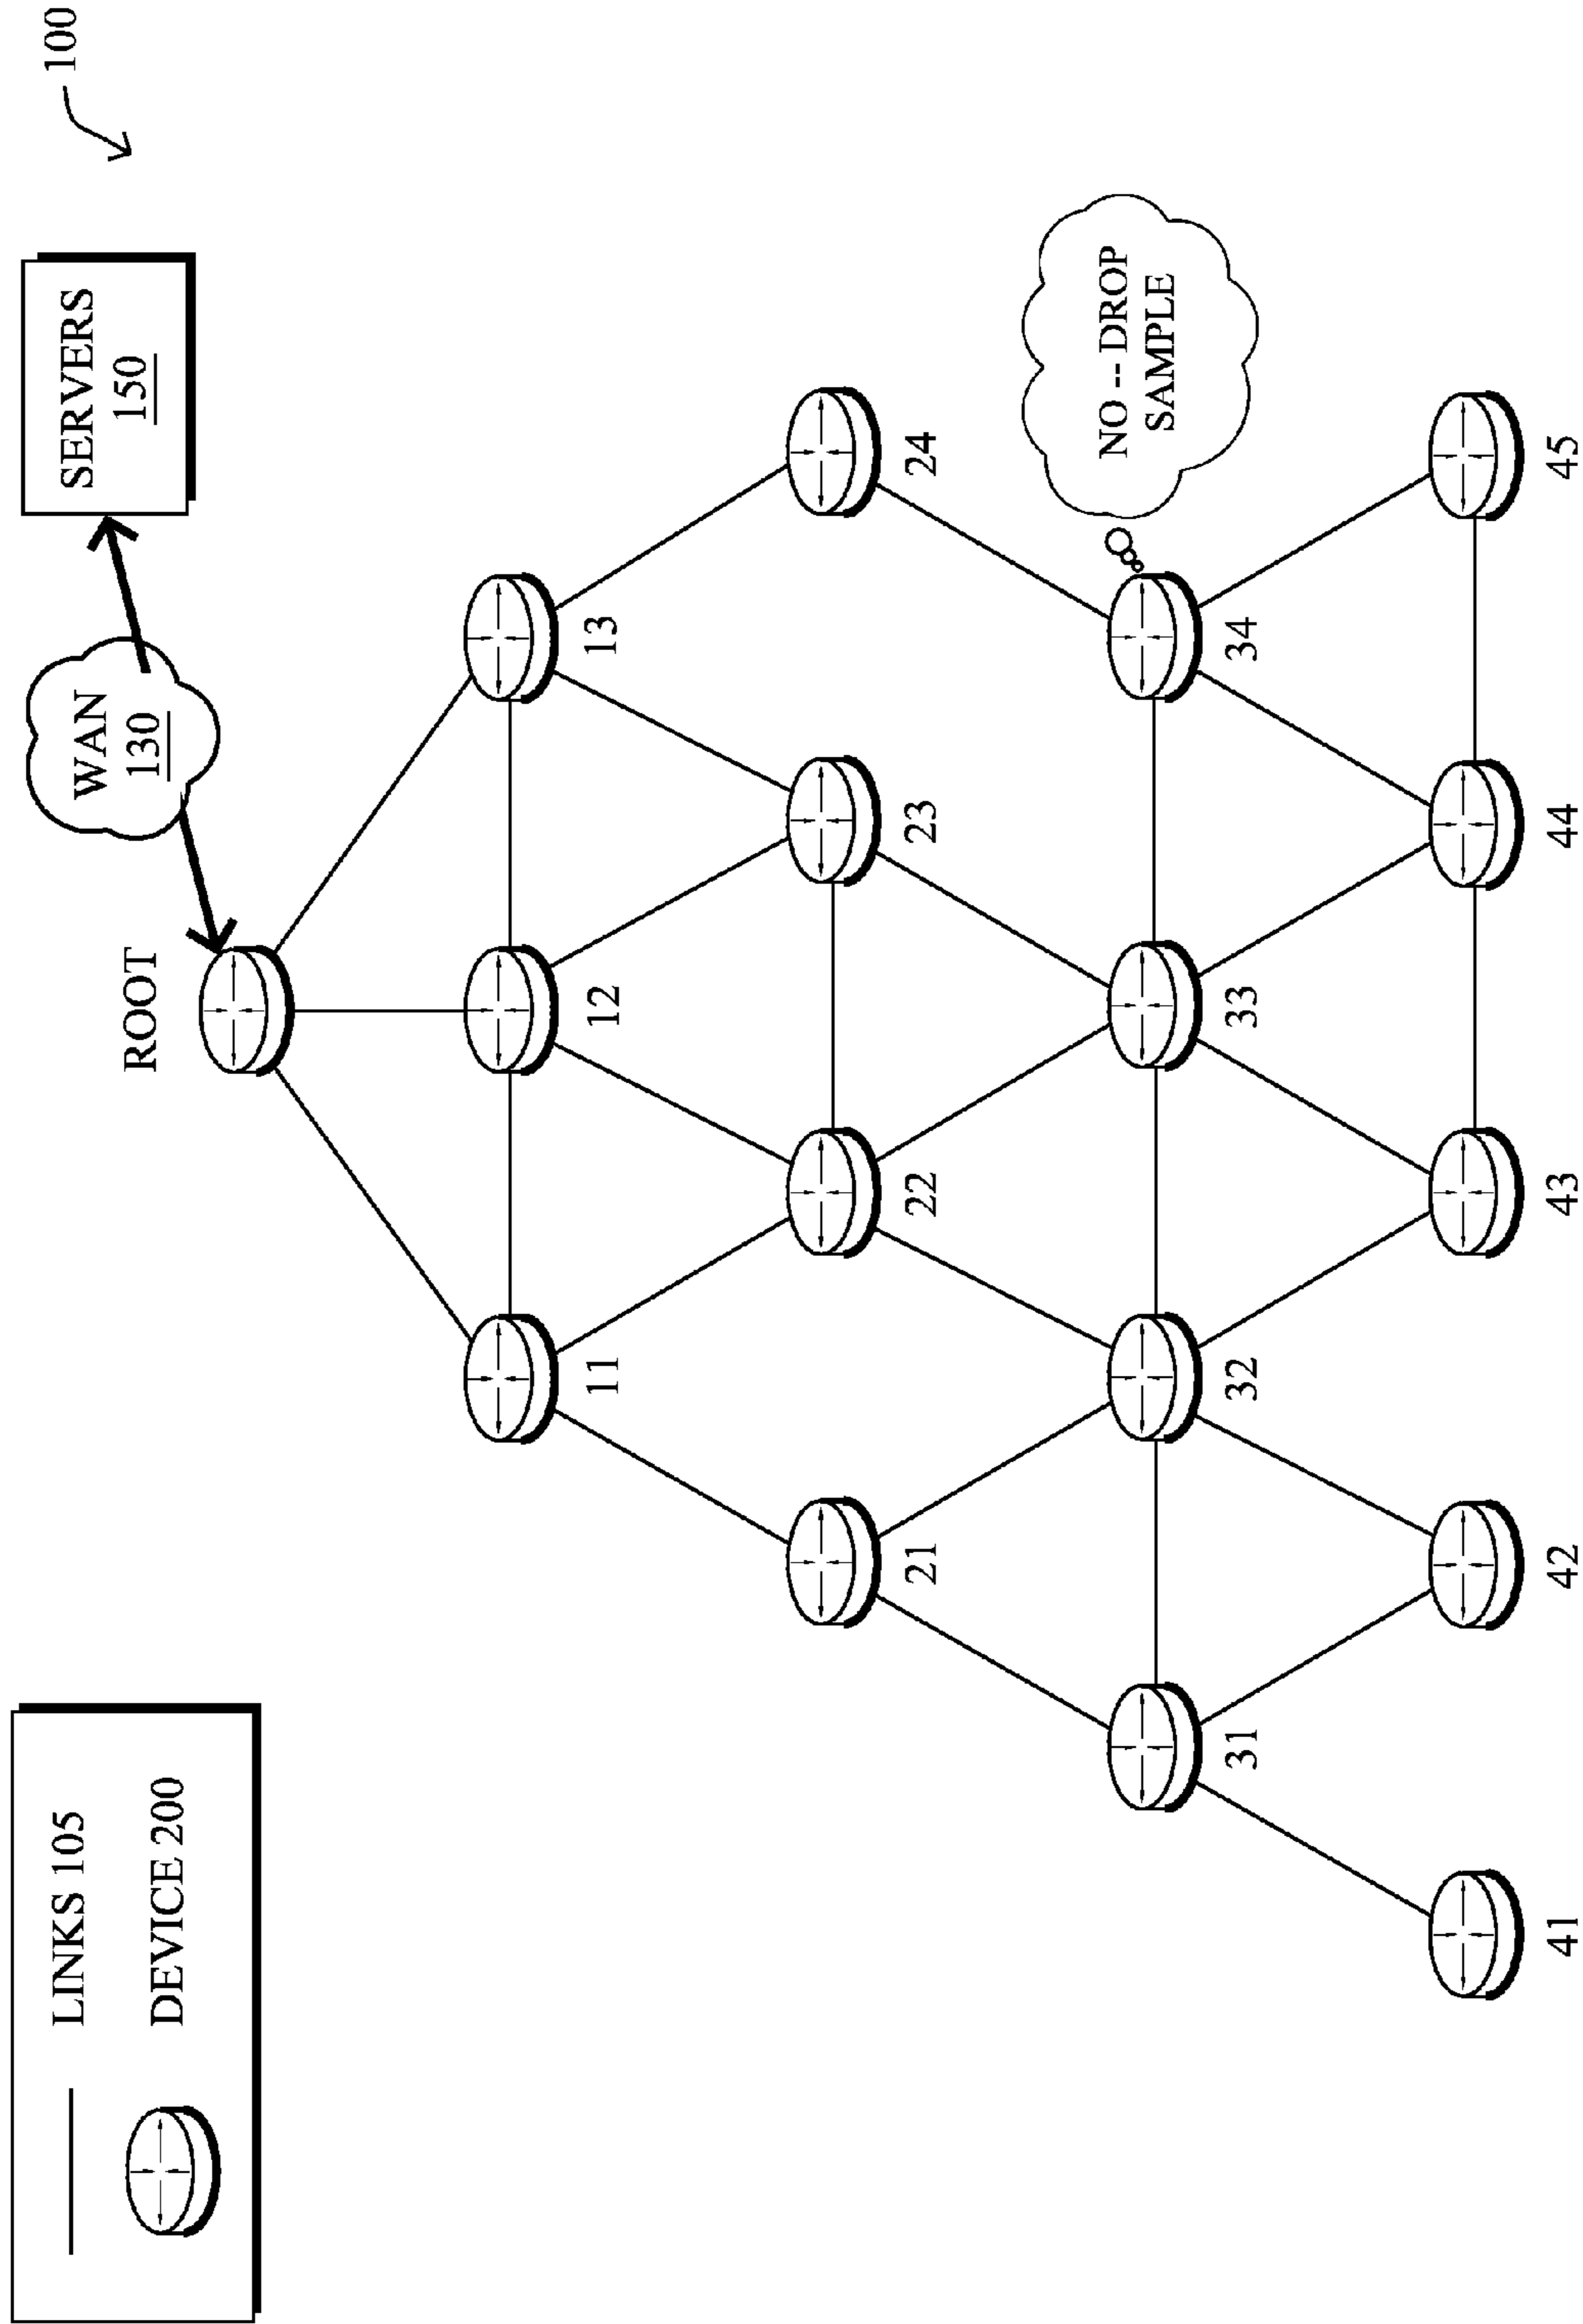 LINKS 105
DEVICE 200
100
SERVERS
150
WAN
130
ROOT
11
12
13
21
22
23
24
NO -- DROP
SAMPLE
31
32
33
34
41
42
43
44
45